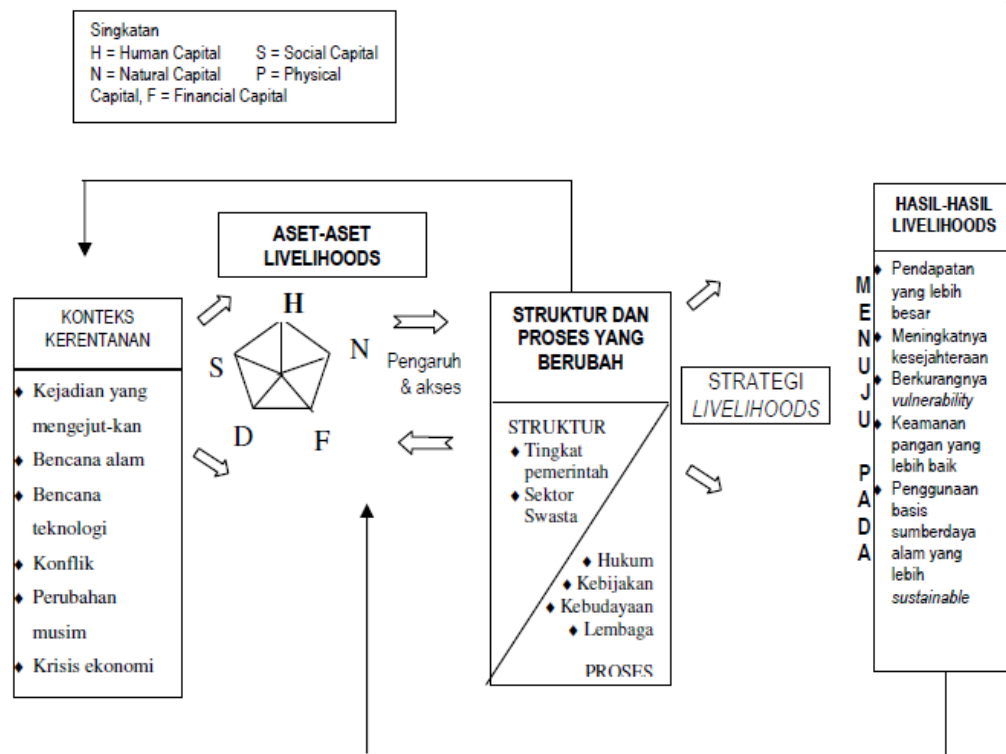 Singkatan
H = Human Capital S = Social Capital
N = Natural Capital P = Physical
Capital, F = Financial Capital
ASET-ASET
LIVELIHOODS
HASIL-HASIL
LIVELIHOODS
KONTEKS
KERENTANAN
♦ Kejadian yang
mengejut-kan
♦ Bencana alam
♦ Bencana
teknologi
♦ Konflik
♦ Perubahan
musim
♦ Krisis ekonomi
H
S
N
D
F
Pengaruh
& akses
STRUKTUR DAN
PROSES YANG
BERUBAH
STRUKTUR
♦ Tingkat
pemerintah
♦ Sektor
Swasta
♦ Hukum
♦ Kebijakan
♦ Kebudayaan
♦ Lembaga
PROSES
STRATEGI
LIVELIHOODS
MENUJU PADA
♦ Pendapatan
yang lebih
besar
♦ Meningkatnya
kesejahteraan
♦ Berkurangnya
vulnerability
♦ Keamanan
pangan yang
lebih baik
♦ Penggunaan
basis
sumberdaya
alam yang
lebih
sustainable